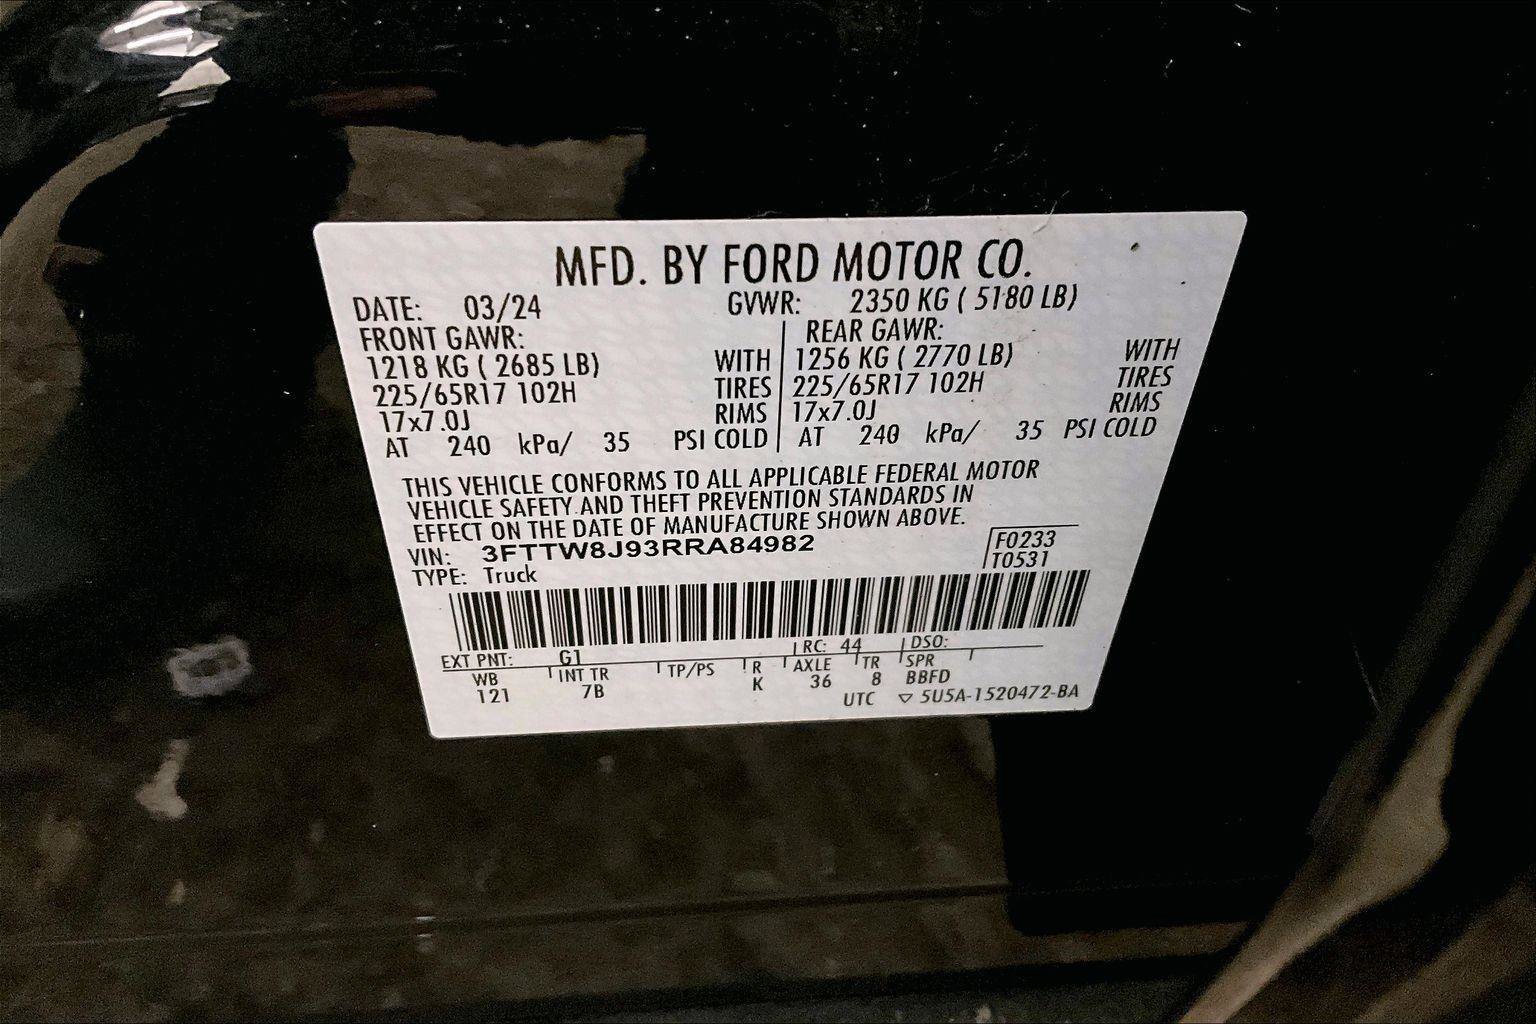 MFD. BY FORD MOTOR CO.
DATE: 03/24 GVWR: 2350 KG ( 5180 LB)
FRONT GAWR: REAR GAWR:
1218 KG ( 2685 LB) WITH 1256 KG ( 2770 LB) WITH
225/65R17 102H TIRES 225/65R17 102H TIRES
17x7.0J RIMS 17x7.0J RIMS
AT 240 kPa/ 35 PSI COLD AT 240 kPa/ 35 PSI COLD
THIS VEHICLE CONFORMS TO ALL APPLICABLE FEDERAL MOTOR
VEHICLE SAFETY AND THEFT PREVENTION STANDARDS IN
EFFECT ON THE DATE OF MANUFACTURE SHOWN ABOVE.
VIN: 3FTTW8J93RRA84982 F0233
TYPE: Truck T0531
EXT PNT: G1 RC: 44 DSO:
WB INT TR TP/PS R AXLE TR SPR
121 7B K 36 8 BBFD
UTC ▽ 5U5A-1520472-BA